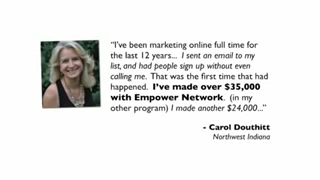 “I’ve been marketing online full time for
the last 12 years... I sent an email to my
list, and had people sign up without even
calling me. That was the first time that had
happened. I’ve made over $35,000
with Empower Network. (in my
other program) I made another $24,000...”
- Carol Douthitt
Northwest Indiana